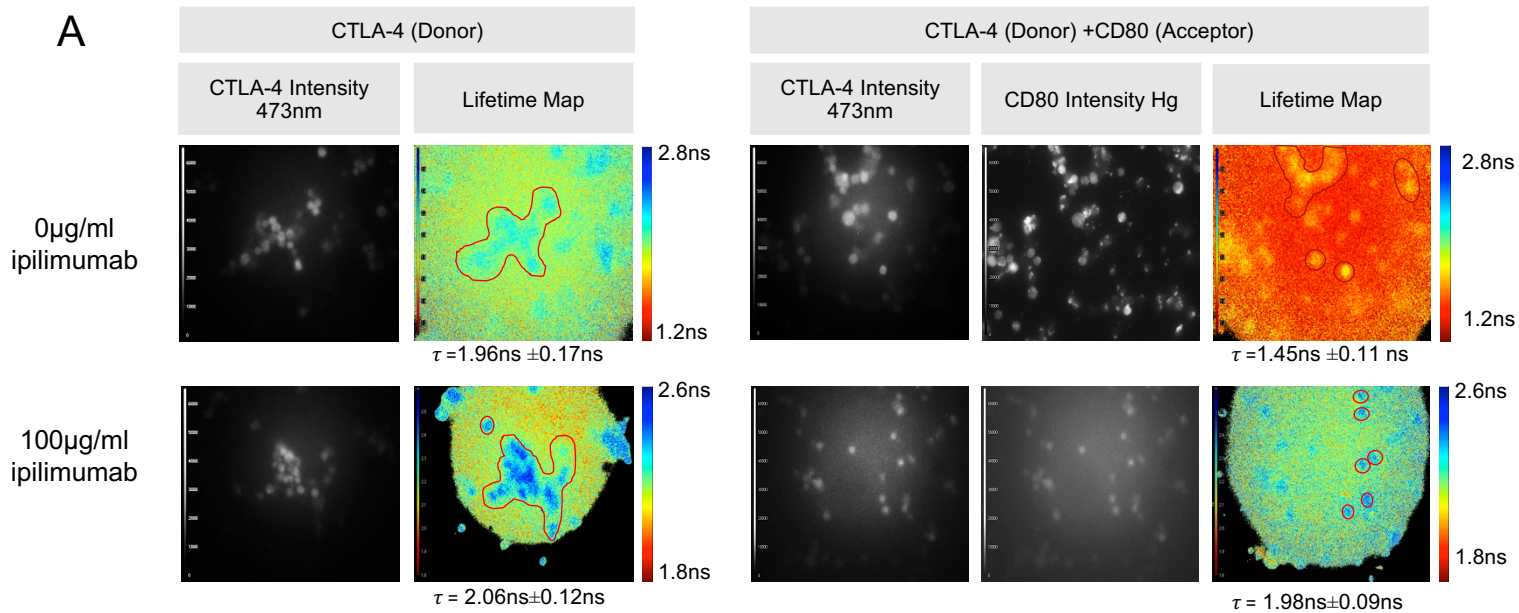 A
CTLA-4 (Donor)
CTLA-4 (Donor) +CD80 (Acceptor)
CTLA-4 Intensity
473nm
Lifetime Map
CTLA-4 Intensity
473nm
CD80 Intensity Hg
Lifetime Map
0µg/ml
ipilimumab
2.8ns
1.2ns
2.8ns
1.2ns
τ =1.96ns ±0.17ns
τ =1.45ns ±0.11 ns
100µg/ml
ipilimumab
2.6ns
1.8ns
2.6ns
1.8ns
τ = 2.06ns±0.12ns
τ = 1.98ns±0.09ns